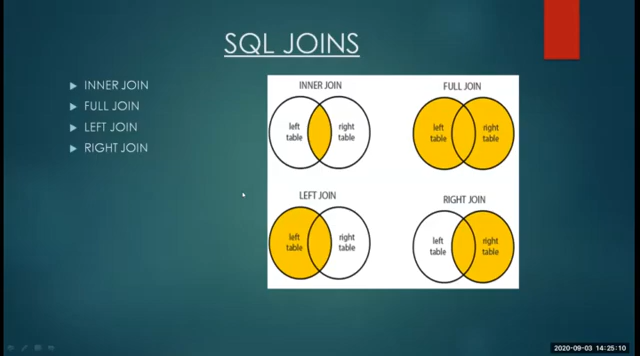 SQL JOINS
INNER JOIN
FULL JOIN
LEFT JOIN
RIGHT JOIN
INNER JOIN
left table
right table
FULL JOIN
left table
right table
LEFT JOIN
left table
right table
RIGHT JOIN
left table
right table
2020-09-03 14:25:10